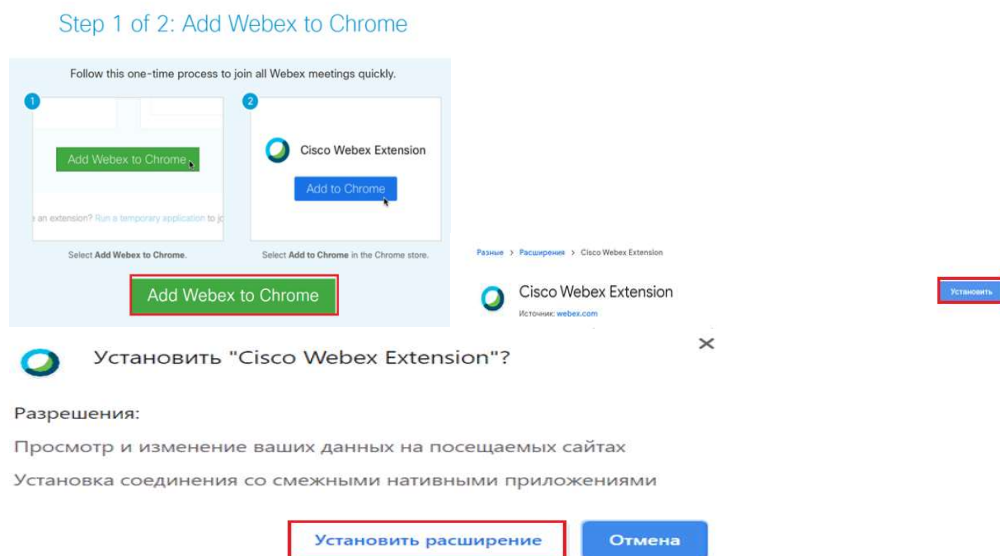 Step 1 of 2: Add Webex to Chrome
Follow this one-time process to join all Webex meetings quickly.
1
2
Add Webex to Chrome
Cisco Webex Extension
Add to Chrome
an extension? Run a temporary application to
Select Add Webex to Chrome.
Select Add to Chrome in the Chrome store.
Add Webex to Chrome
Разные > Расширения > Cisco Webex Extension
Cisco Webex Extension
Установить
Источник: webex.com
Установить "Cisco Webex Extension"?
Разрешения:
Просмотр и изменение ваших данных на посещаемых сайтах
Установка соединения со смежными нативными приложениями
Установить расширение
Отмена